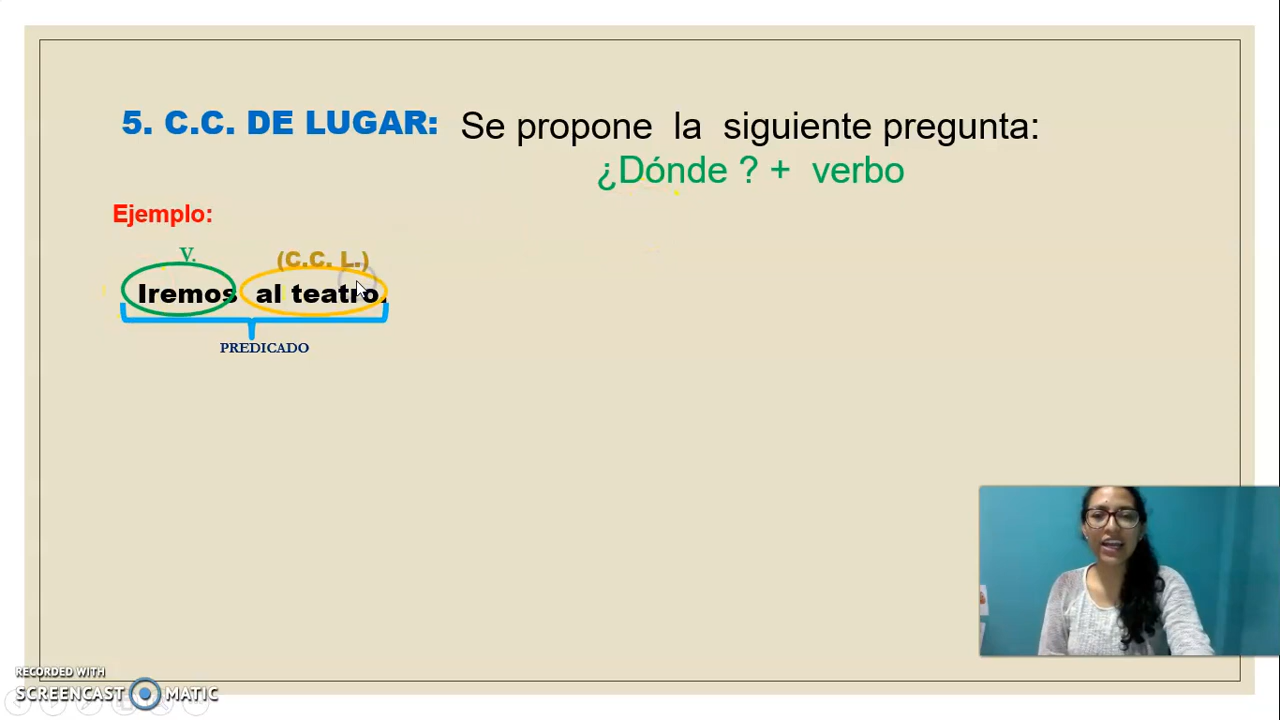 5. C.C. DE LUGAR: Se propone la siguiente pregunta:
¿Dónde ? + verbo
Ejemplo:
V. (C.C. L.)
Iremos al teatro.
PREDICADO
RECORDED WITH
SCREENCAST MATIC